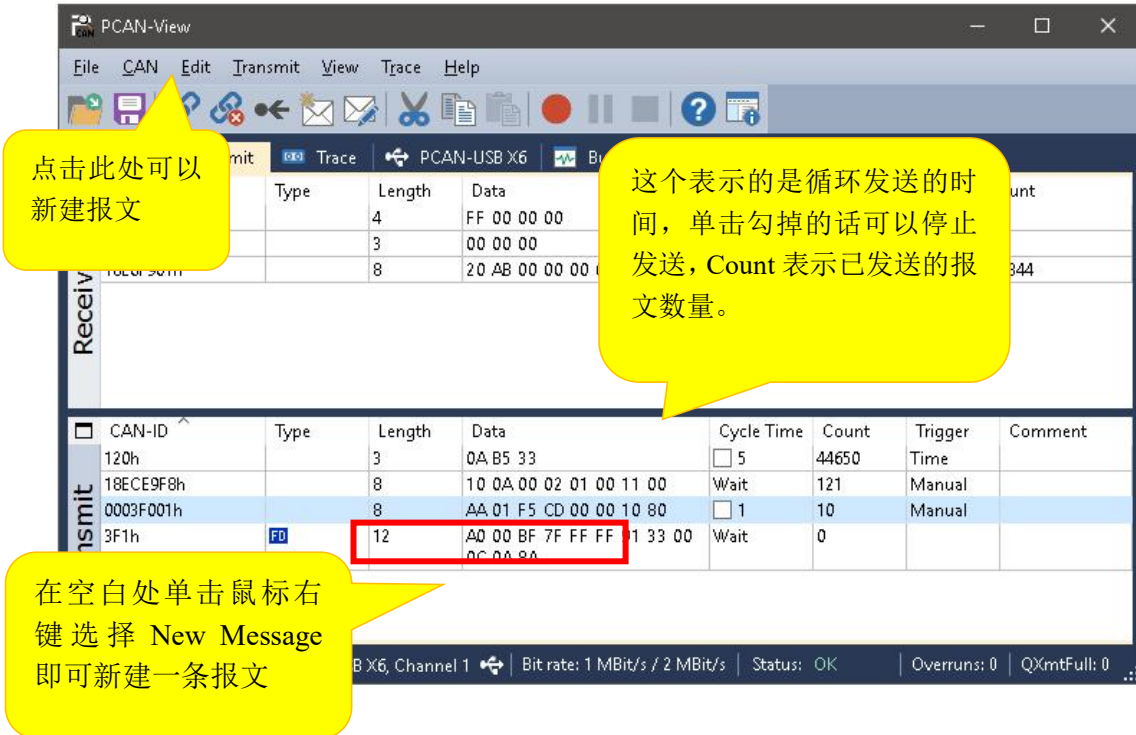 PCAN-View
File CAN Edit Transmit View Trace Help
mit Trace PCAN-USB X6
点击此处可以
新建报文
这个表示的是循环发送的时
间，单击勾掉的话可以停止
发送，Count 表示已发送的报
文数量。
Type Length Data unt
4 FF 00 00 00
3 00 00 00
8 20 AB 00 00 00 344
Receiv
CAN-ID Type Length Data Cycle Time Count Trigger Comment
120h 3 0A B5 33 5 44650 Time
18ECE9F8h 8 10 0A 00 02 01 00 11 00 Wait 121 Manual
0003F001h 8 AA 01 F5 CD 00 00 10 80 1 10 Manual
3F1h FD 12 A0 00 BF 7F FF FF 01 33 00 Wait 0
0C 0A 8A
nsmit
在空白处单击鼠标右
键选择 New Message
即可新建一条报文
B X6, Channel 1 Bit rate: 1 MBit/s / 2 MBit/s Status: OK Overruns: 0 QXmtFull: 0